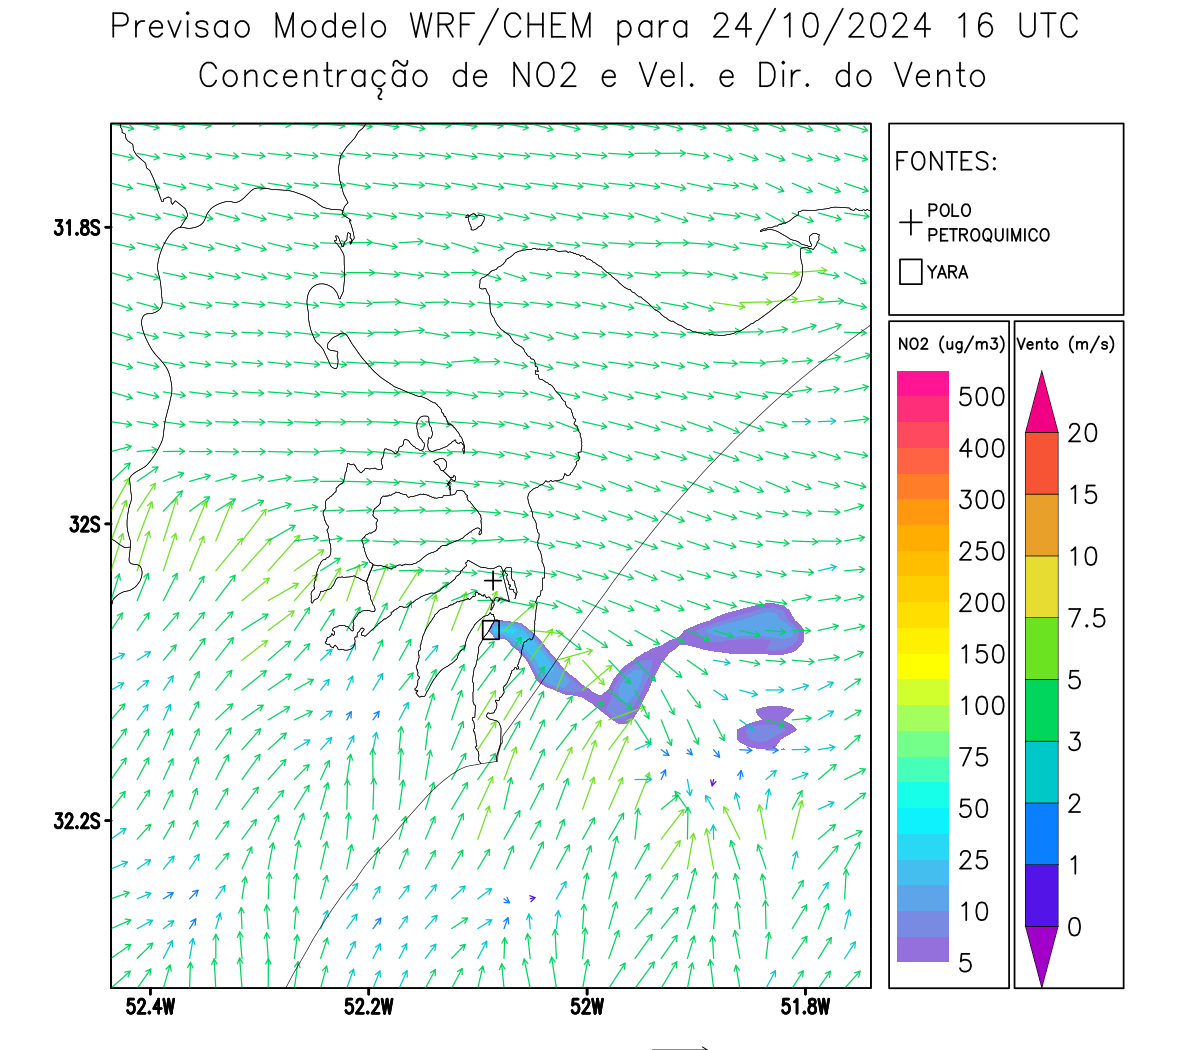 Previsao Modelo WRF/CHEM para 24/10/2024 16 UTC
Concentração de NO2 e Vel. e Dir. do Vento
FONTES:
POLO
PETROQUIMICO
YARA
NO2 (ug/m3)
500
400
300
250
200
150
100
75
50
25
10
5
Vento (m/s)
20
15
10
7.5
5
3
2
1
0
31.8S
32S
32.2S
52.4W
52.2W
52W
51.8W